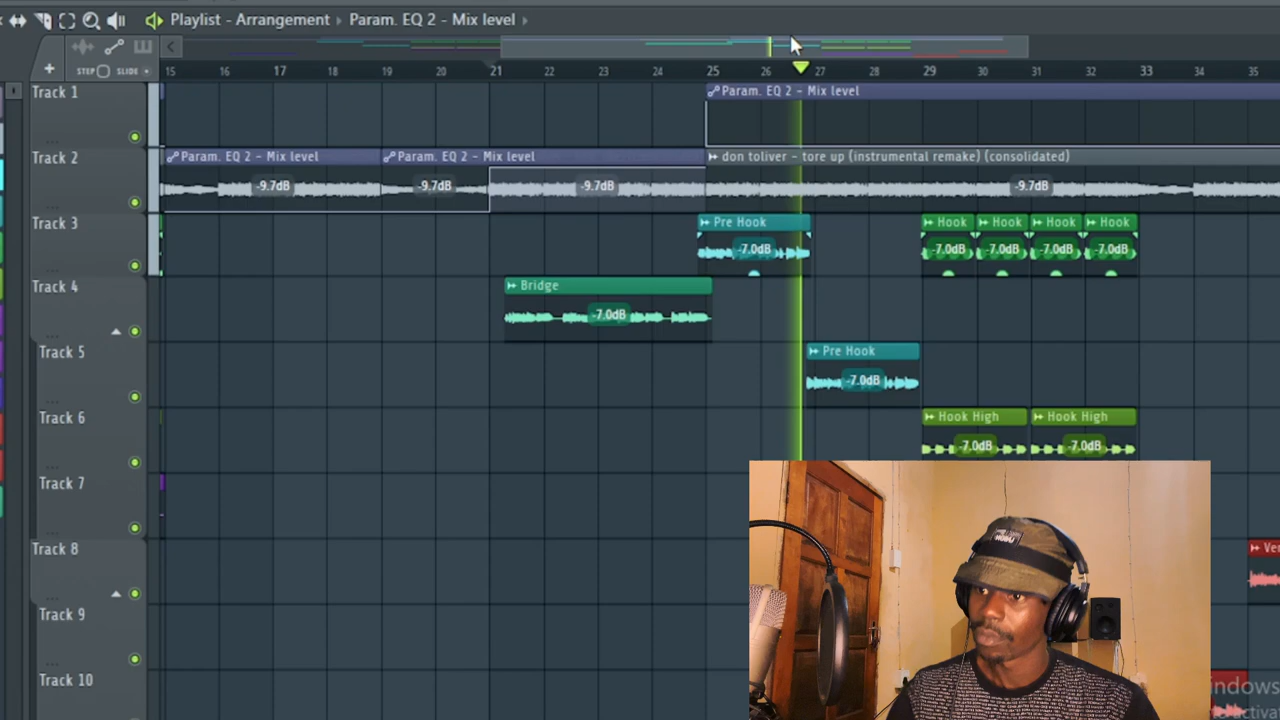 Playlist - Arrangement › Param. EQ 2 - Mix level ›
STEP SLIDE
15 16 17 18 19 20 21 22 23 24 25 26 27 28 29 30 31 32 33 34 35
Track 1
Param. EQ 2 - Mix level
Track 2
Param. EQ 2 - Mix level
Param. EQ 2 - Mix level
don toliver - tore up (instrumental remake) (consolidated)
-9.7dB -9.7dB -9.7dB -9.7dB
Track 3
Pre Hook
Hook Hook Hook Hook
-7.0dB -7.0dB -7.0dB -7.0dB -7.0dB
Track 4
Bridge
-7.0dB
Track 5
Pre Hook
-7.0dB
Track 6
Hook High Hook High
-7.0dB -7.0dB
Track 7
Track 8
Ve
Track 9
Track 10
indows